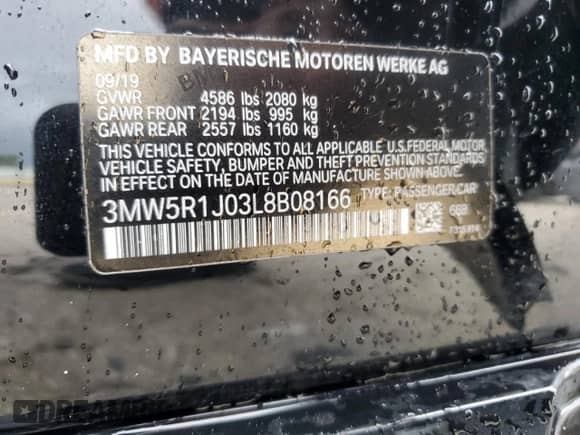 MFD BY BAYERISCHE MOTOREN WERKE AG
09/19
GVWR 4586 lbs 2080 kg
GAWR FRONT 2194 lbs 995 kg
GAWR REAR 2557 lbs 1160 kg
THIS VEHICLE CONFORMS TO ALL APPLICABLE U.S.FEDERAL MOTOR
VEHICLE SAFETY, BUMPER AND THEFT PREVENTION STANDARDS
IN EFFECT ON THE DATE OF MANUFACTURE SHOWN ABOVE.
3MW5R1J03L8B08166 TYPE: PASSENGER CAR
668